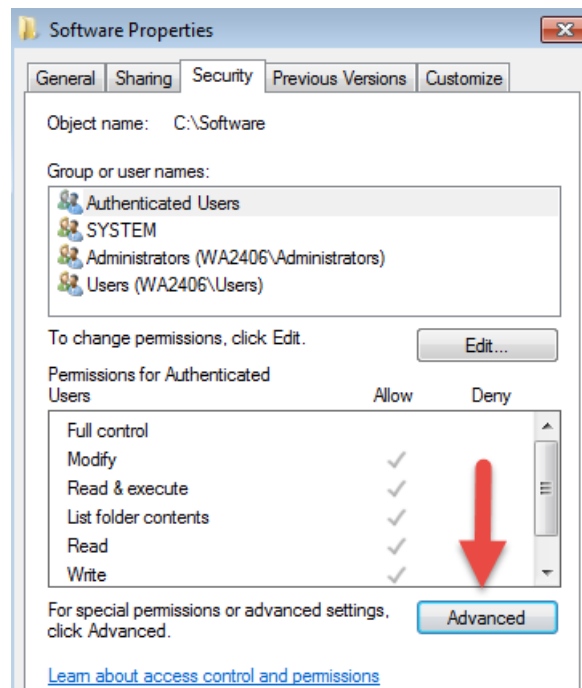 Software Properties
General Sharing Security Previous Versions Customize
Object name: C:\Software
Group or user names:
Authenticated Users
SYSTEM
Administrators (WA2406\Administrators)
Users (WA2406\Users)
To change permissions, click Edit.
Edit...
Permissions for Authenticated
Users Allow Deny
Full control
Modify
Read & execute
List folder contents
Read
Write
For special permissions or advanced settings,
click Advanced.
Advanced
Learn about access control and permissions